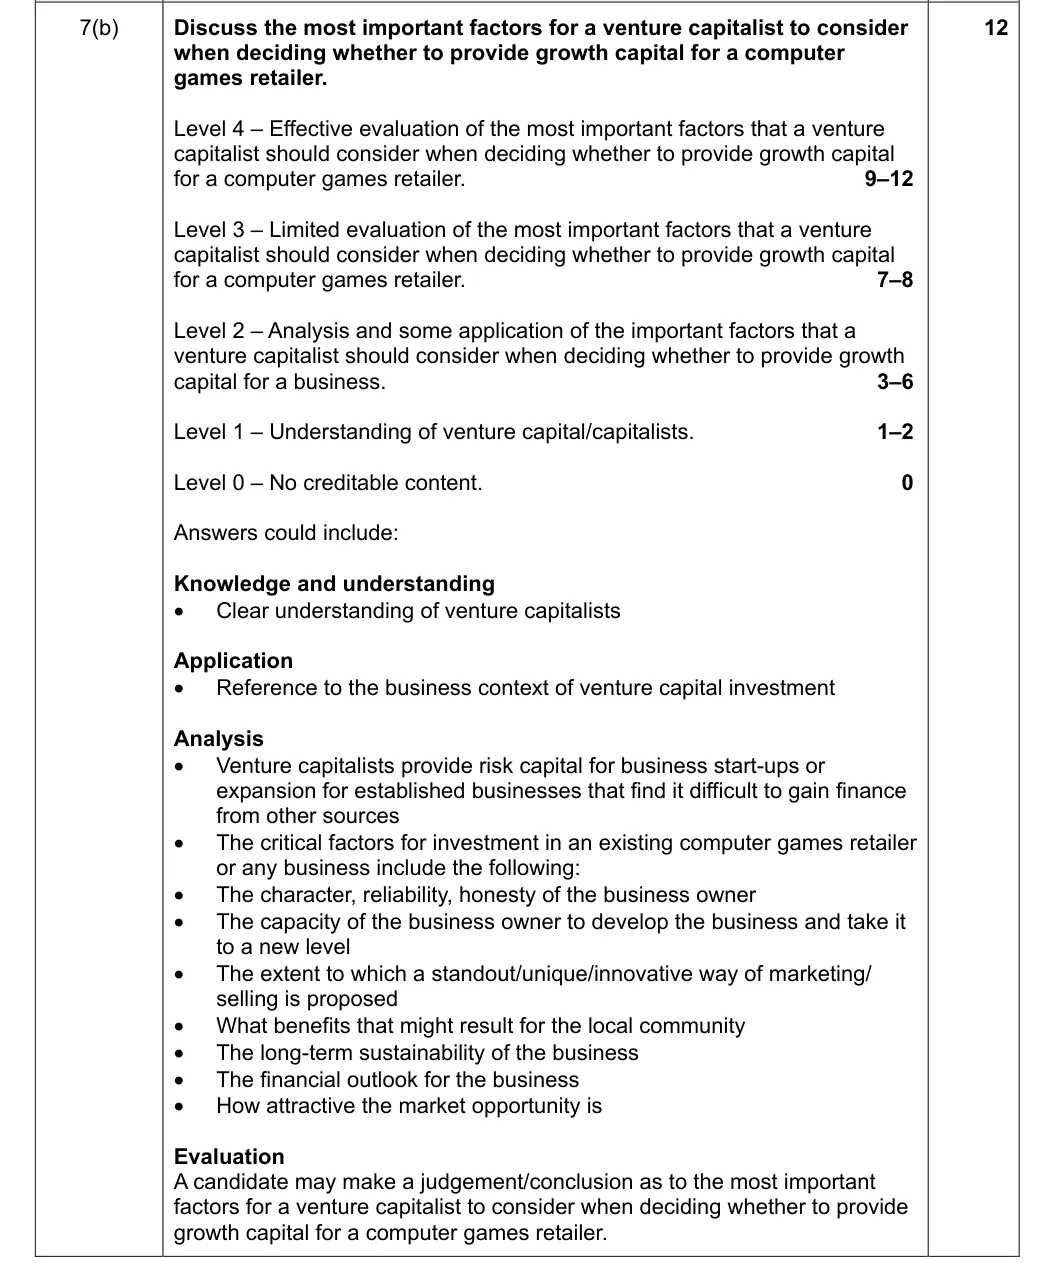 7(b)
Discuss the most important factors for a venture capitalist to consider
when deciding whether to provide growth capital for a computer
games retailer.
12
Level 4 – Effective evaluation of the most important factors that a venture
capitalist should consider when deciding whether to provide growth capital
for a computer games retailer. 9–12
Level 3 – Limited evaluation of the most important factors that a venture
capitalist should consider when deciding whether to provide growth capital
for a computer games retailer. 7–8
Level 2 – Analysis and some application of the important factors that a
venture capitalist should consider when deciding whether to provide growth
capital for a business. 3–6
Level 1 – Understanding of venture capital/capitalists. 1–2
Level 0 – No creditable content. 0
Answers could include:
Knowledge and understanding
• Clear understanding of venture capitalists
Application
• Reference to the business context of venture capital investment
Analysis
• Venture capitalists provide risk capital for business start-ups or
expansion for established businesses that find it difficult to gain finance
from other sources
• The critical factors for investment in an existing computer games retailer
or any business include the following:
• The character, reliability, honesty of the business owner
• The capacity of the business owner to develop the business and take it
to a new level
• The extent to which a standout/unique/innovative way of marketing/
selling is proposed
• What benefits that might result for the local community
• The long-term sustainability of the business
• The financial outlook for the business
• How attractive the market opportunity is
Evaluation
A candidate may make a judgement/conclusion as to the most important
factors for a venture capitalist to consider when deciding whether to provide
growth capital for a computer games retailer.